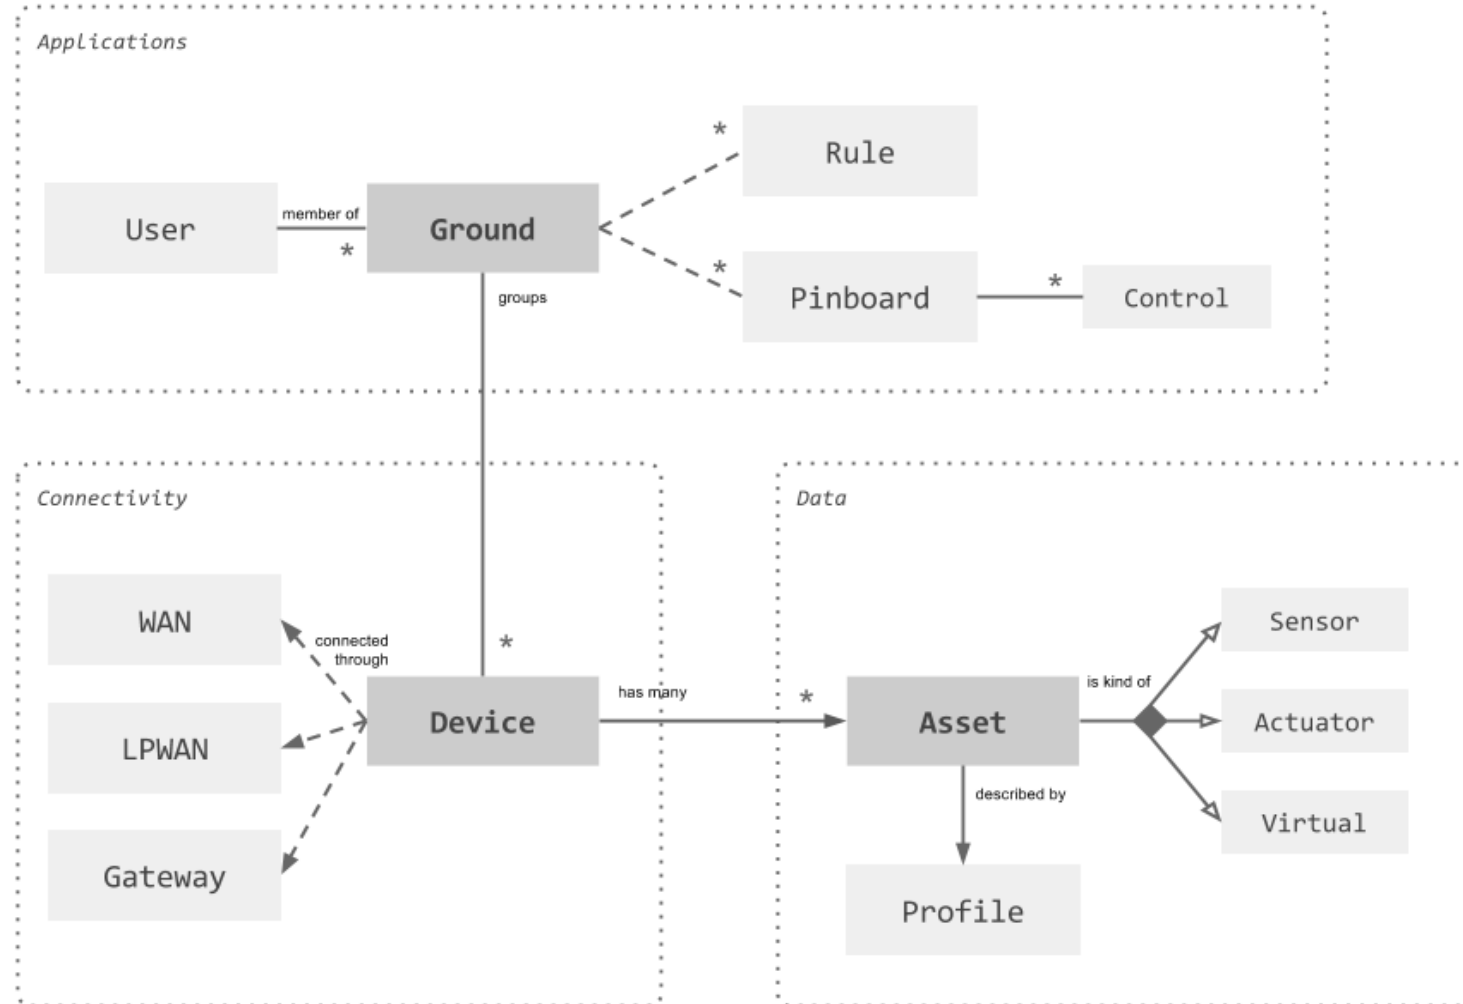 Applications
Rule
*
User
member of
*
Ground
*
Pinboard
*
Control
groups
Connectivity
WAN
connected
through
LPWAN
Gateway
*
Device
has many
*
Data
Asset
is kind of
Sensor
Actuator
Virtual
described by
Profile